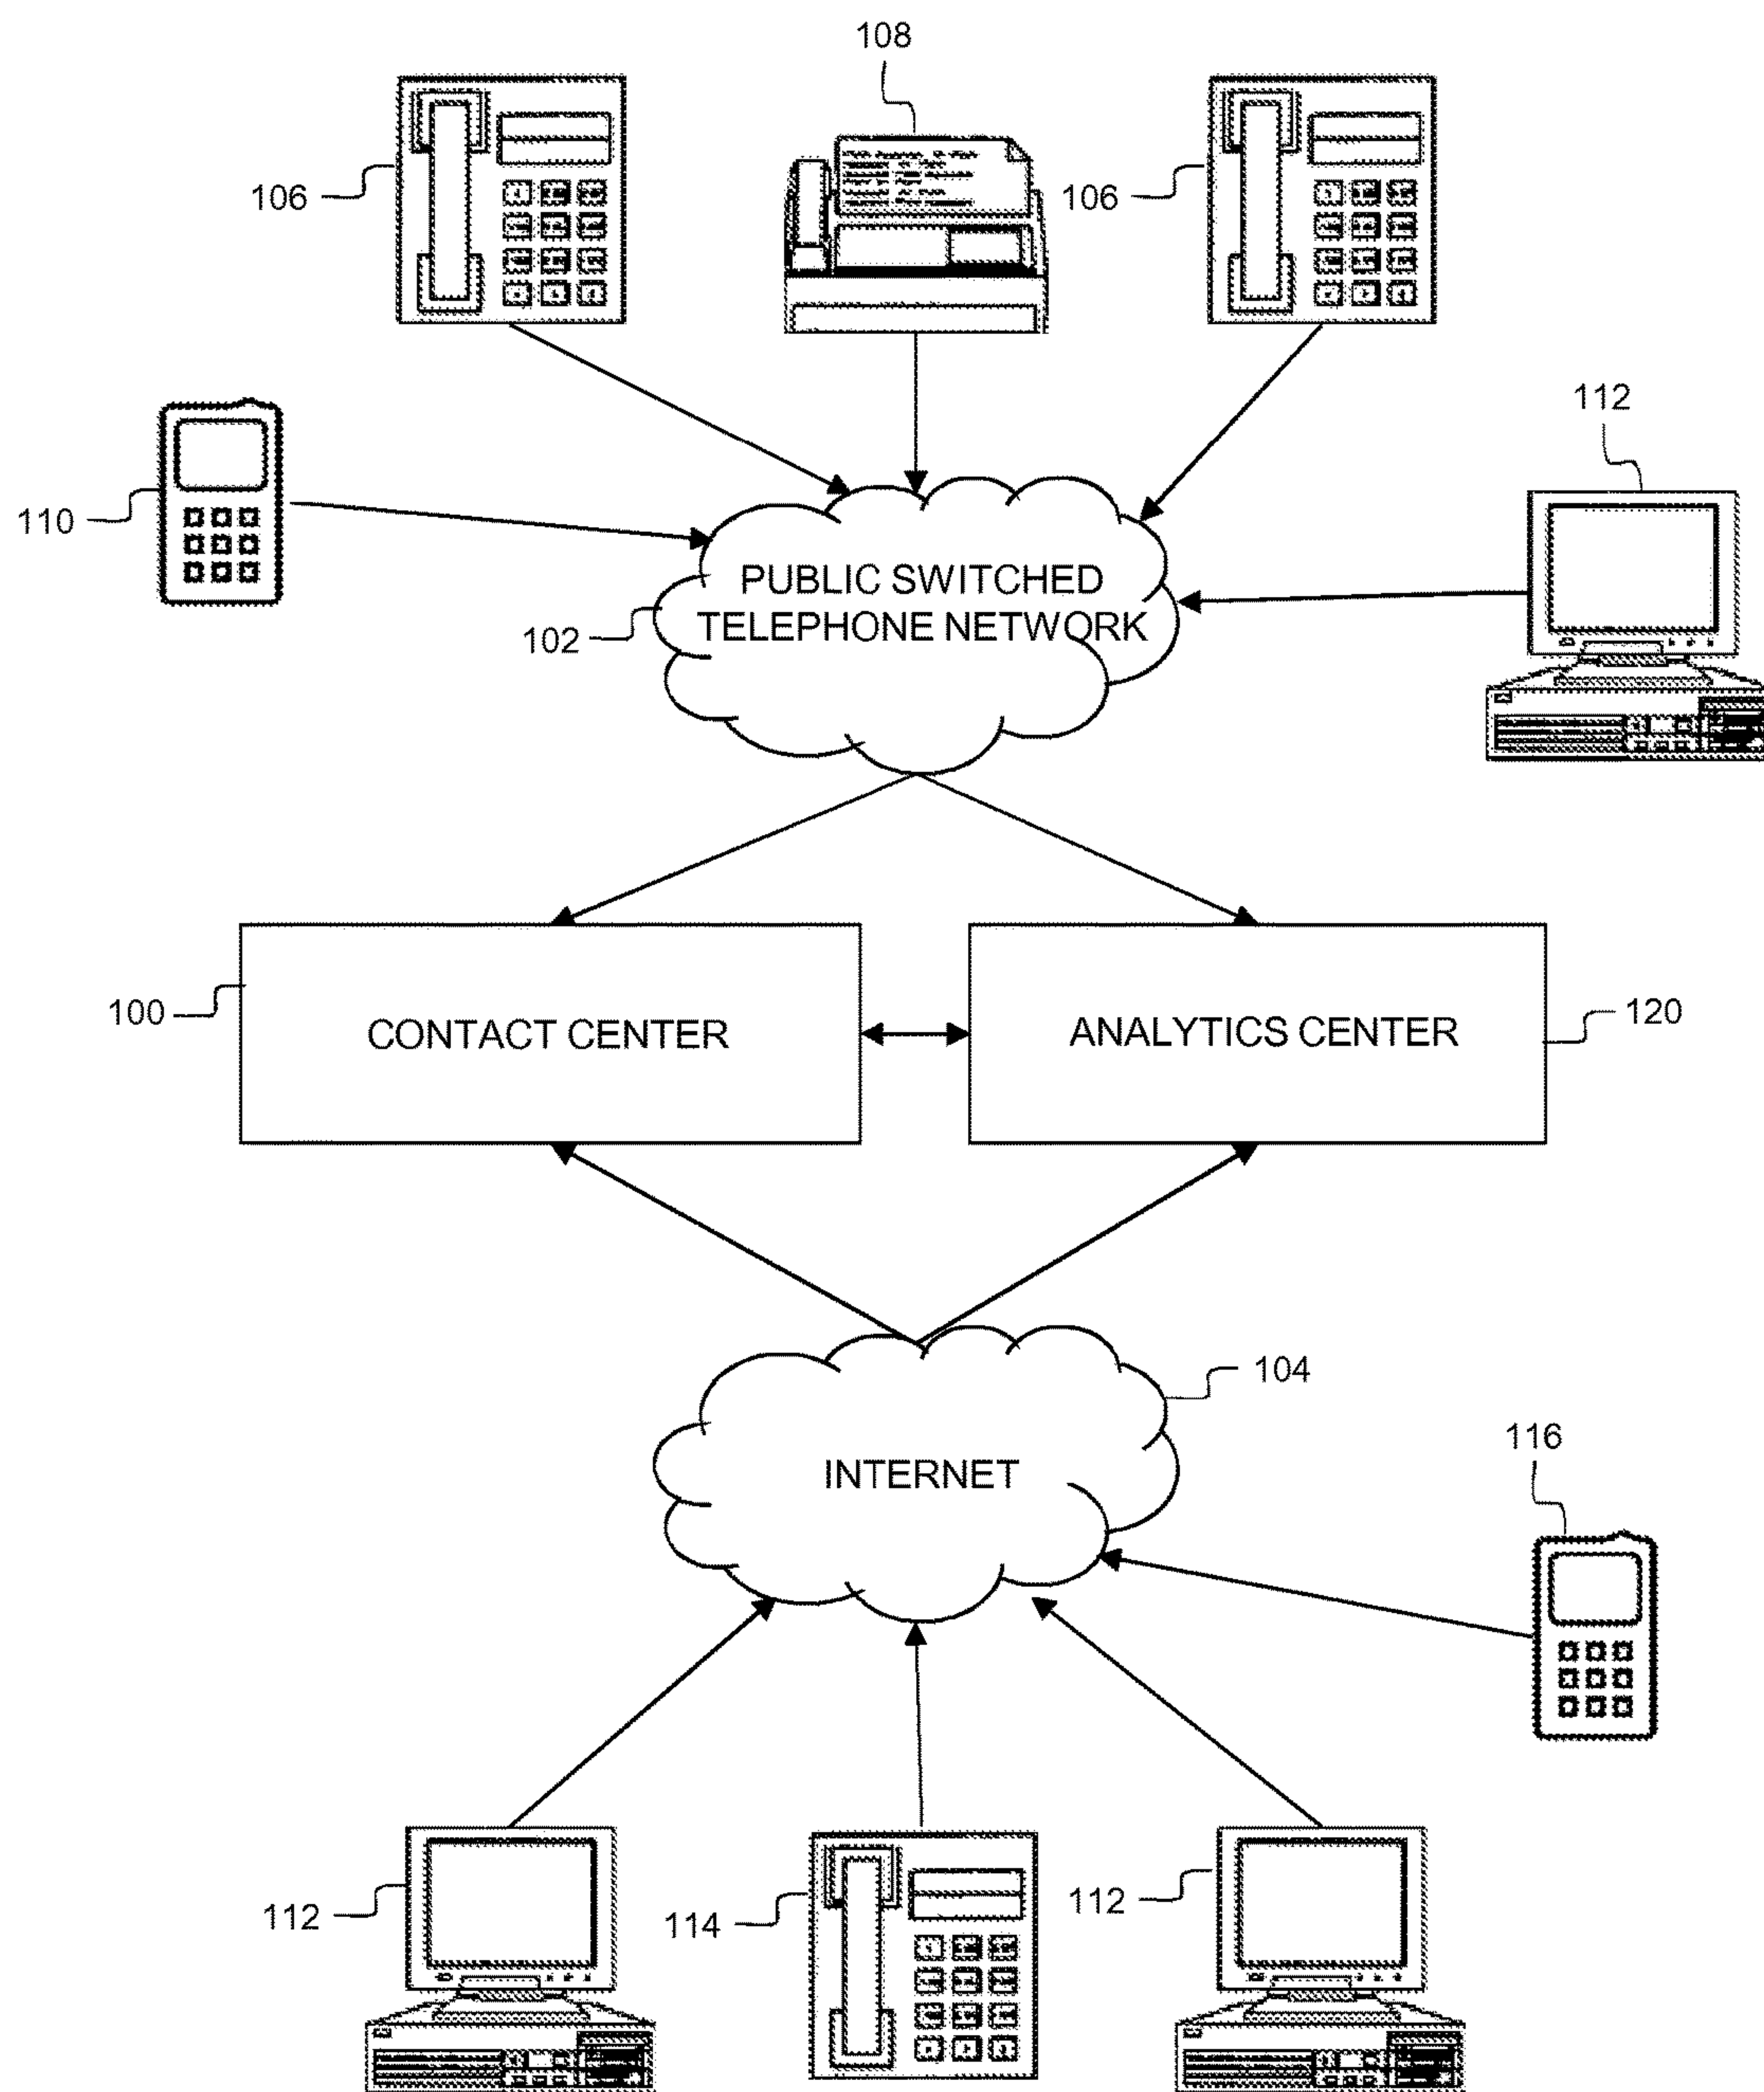 108
106
106
112
110
PUBLIC SWITCHED
TELEPHONE NETWORK
102
100
CONTACT CENTER
ANALYTICS CENTER
120
104
INTERNET
116
112
114
112